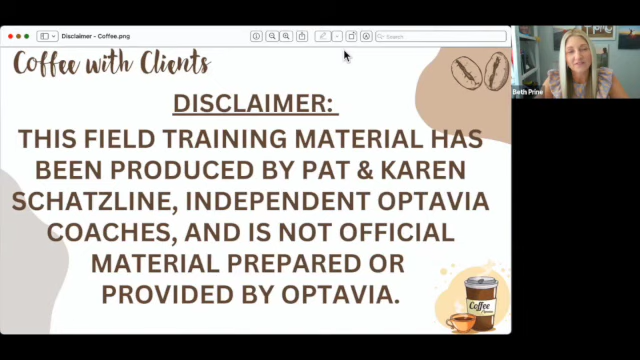 Disclaimer - Coffee.png
Search
Coffee with Clients
DISCLAIMER:
THIS FIELD TRAINING MATERIAL HAS
BEEN PRODUCED BY PAT & KAREN
SCHATZLINE, INDEPENDENT OPTAVIA
COACHES, AND IS NOT OFFICIAL
MATERIAL PREPARED OR
PROVIDED BY OPTAVIA.
Coffee
Beth Prine